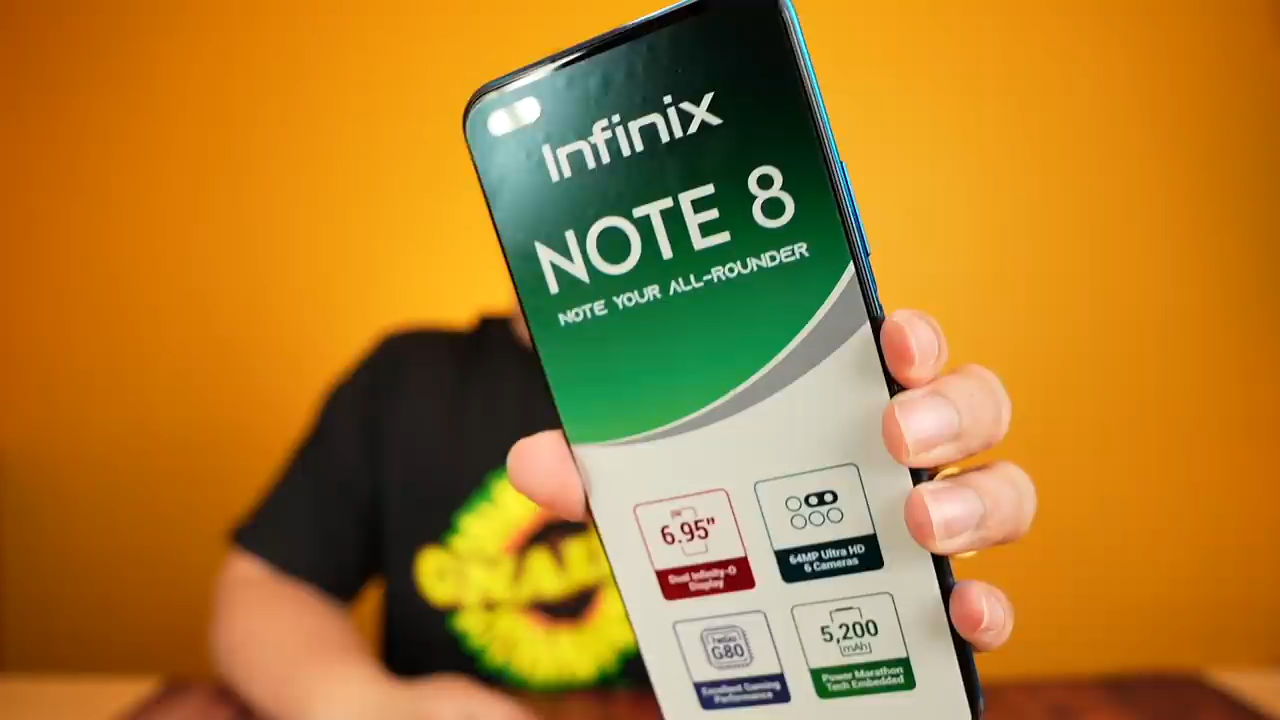 Infinix
NOTE 8
NOTE YOUR ALL-ROUNDER
6.95"
Dual Infinity-O
Display
64MP Ultra HD
6 Cameras
G80
Excellent Gaming
Performance
5,200
mAh
Power Marathon
Tech Embedded